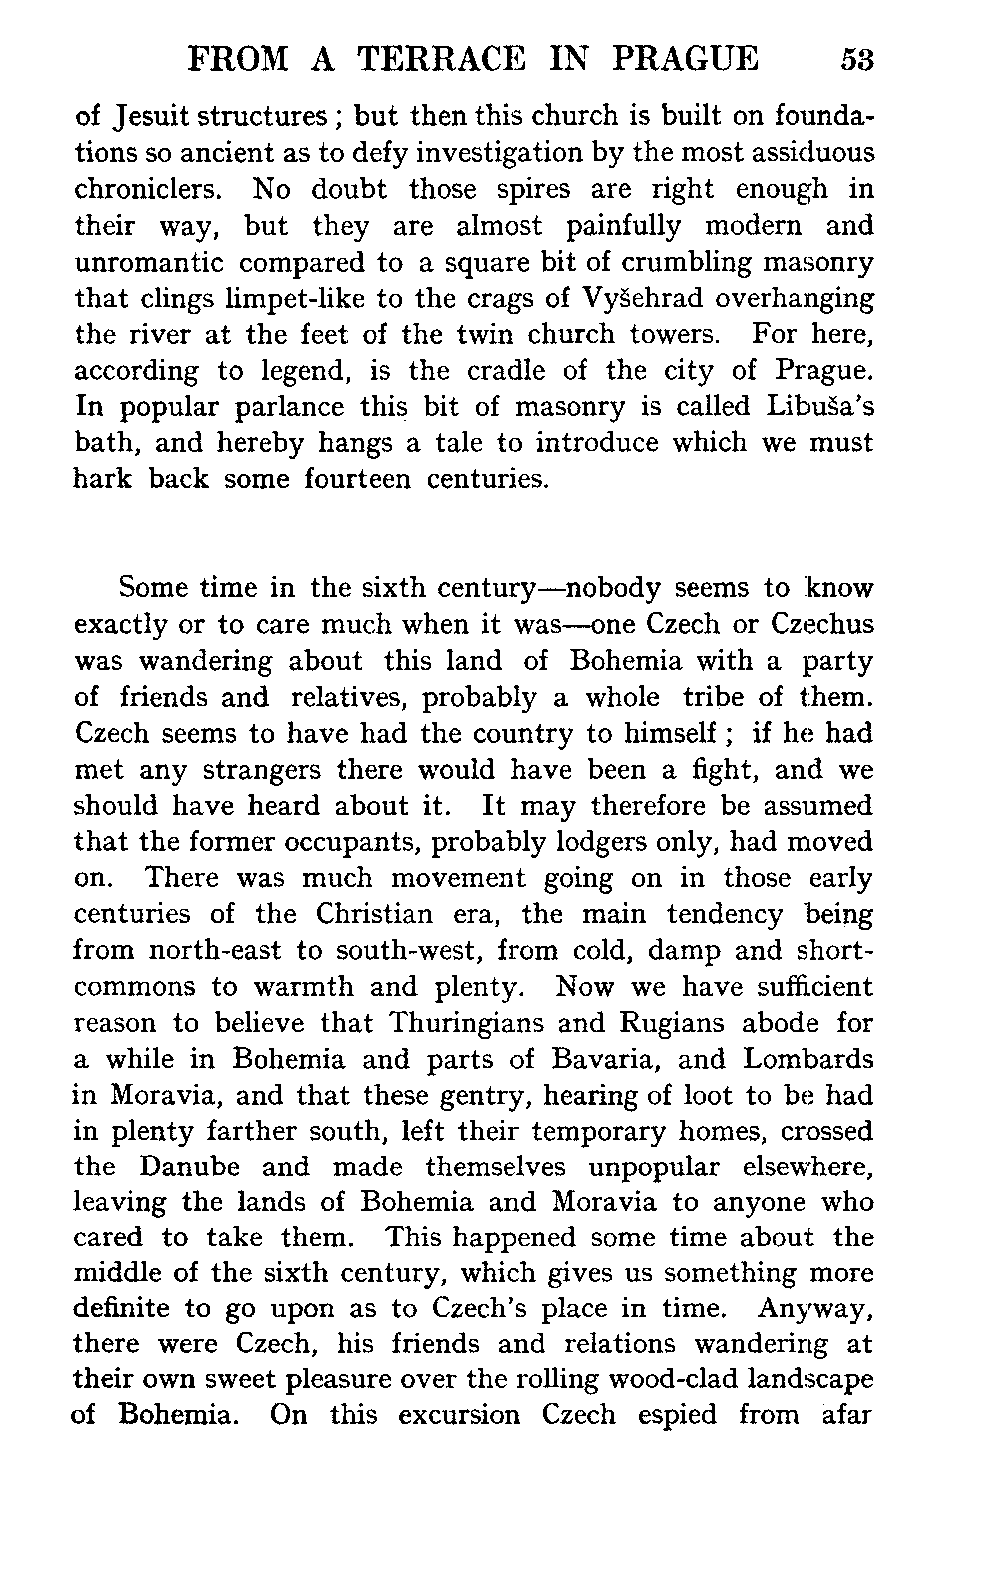 FROM A TERRACE IN PRAGUE 53
of Jesuit structures ; but then this church is built on founda-
tions so ancient as to defy investigation by the most assiduous
chroniclers. No doubt those spires are right enough in
their way, but they are almost painfully modern and
unromantic compared to a square bit of crumbling masonry
that clings limpet-like to the crags of Vyšehrad overhanging
the river at the feet of the twin church towers. For here,
according to legend, is the cradle of the city of Prague.
In popular parlance this bit of masonry is called Libuša's
bath, and hereby hangs a tale to introduce which we must
hark back some fourteen centuries.
Some time in the sixth century—nobody seems to know
exactly or to care much when it was—one Czech or Czechus
was wandering about this land of Bohemia with a party
of friends and relatives, probably a whole tribe of them.
Czech seems to have had the country to himself ; if he had
met any strangers there would have been a fight, and we
should have heard about it. It may therefore be assumed
that the former occupants, probably lodgers only, had moved
on. There was much movement going on in those early
centuries of the Christian era, the main tendency being
from north-east to south-west, from cold, damp and short-
commons to warmth and plenty. Now we have sufficient
reason to believe that Thuringians and Rugians abode for
a while in Bohemia and parts of Bavaria, and Lombards
in Moravia, and that these gentry, hearing of loot to be had
in plenty farther south, left their temporary homes, crossed
the Danube and made themselves unpopular elsewhere,
leaving the lands of Bohemia and Moravia to anyone who
cared to take them. This happened some time about the
middle of the sixth century, which gives us something more
definite to go upon as to Czech's place in time. Anyway,
there were Czech, his friends and relations wandering at
their own sweet pleasure over the rolling wood-clad landscape
of Bohemia. On this excursion Czech espied from afar